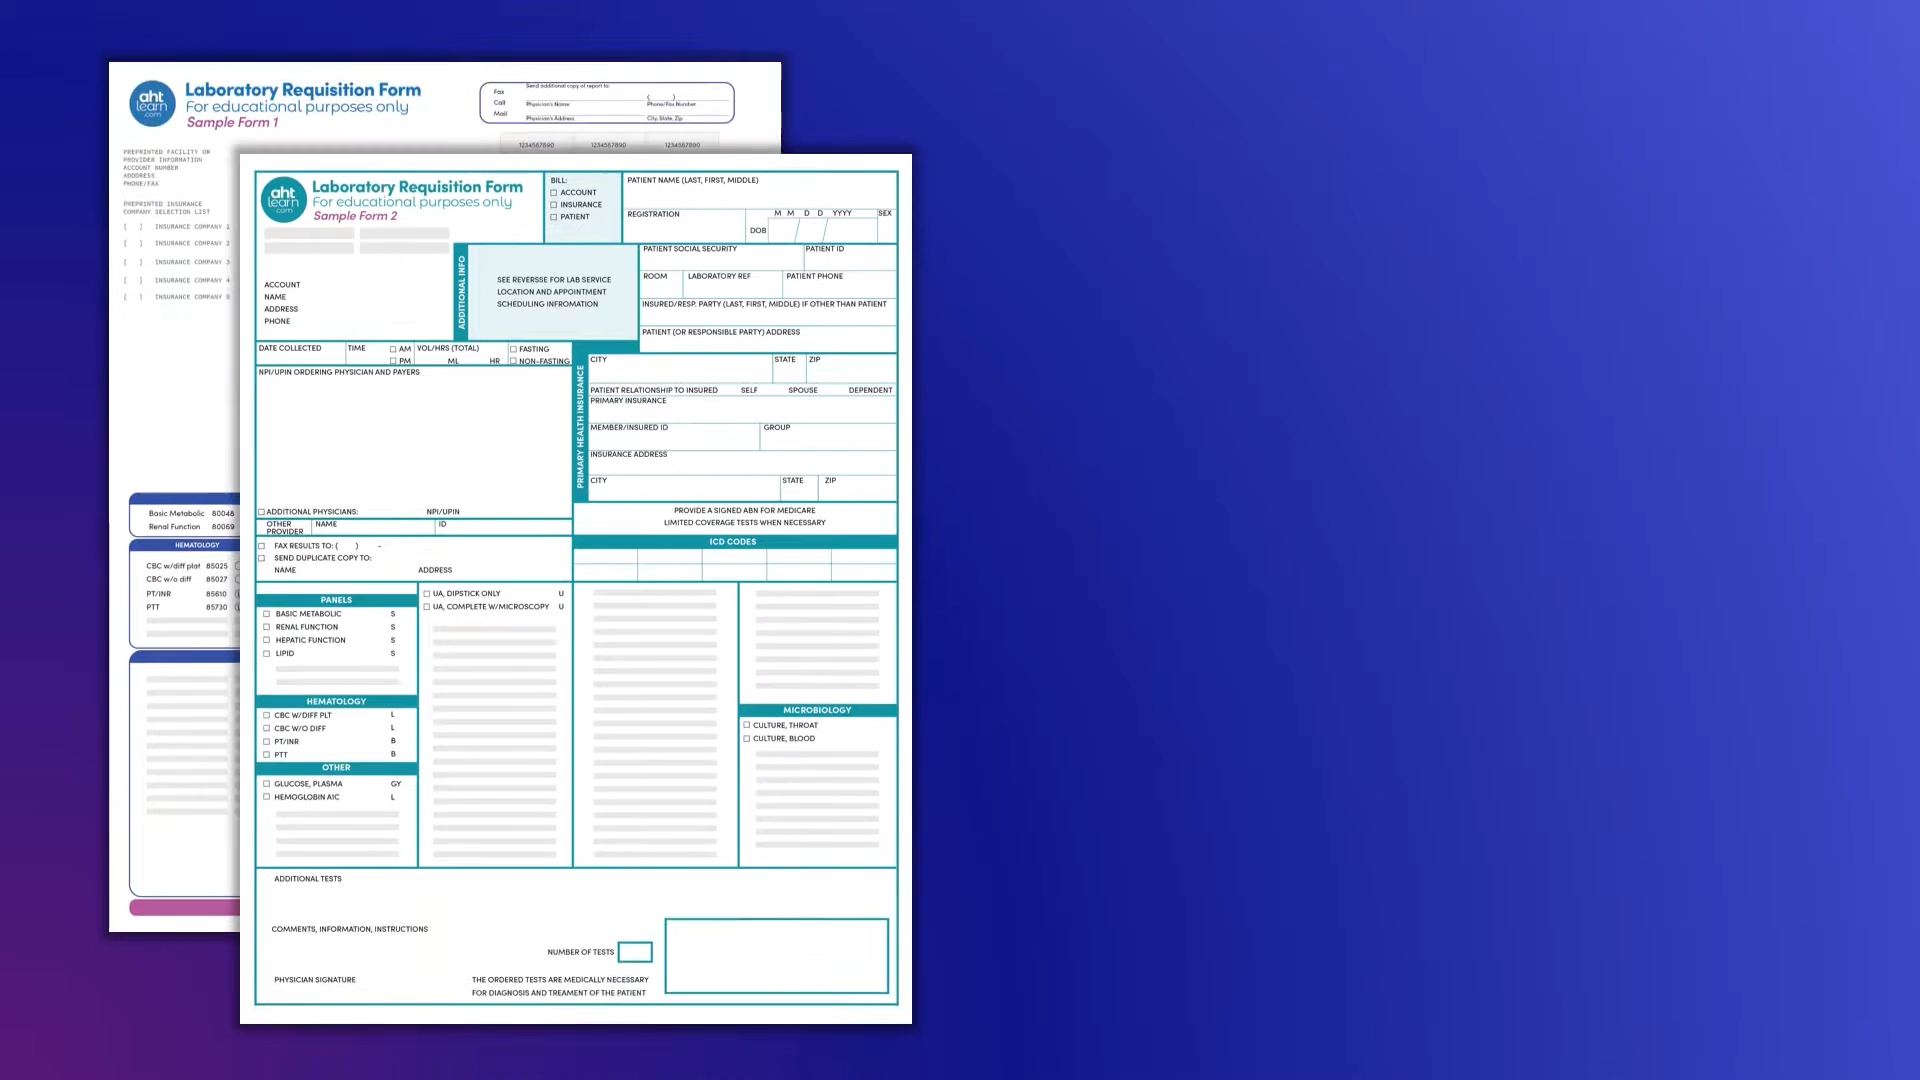 aht
learn
.com
Laboratory Requisition Form
For educational purposes only
Sample Form 1
Fax
Call
Mail
Send additional copy of report to:
( )
Physician's Name
Phone/Fax Number
Physician's Address
City, State, Zip
1234567890 1234567890 1234567890
PREPRINTED FACILITY OR
PROVIDER INFORMATION
ACCOUNT NUMBER
ADDDRESS
PHONE/FAX
PREPRINTED INSURANCE
COMPANY SELECTION LIST
[ ] INSURANCE COMPANY 1
[ ] INSURANCE COMPANY 2
[ ] INSURANCE COMPANY 3
[ ] INSURANCE COMPANY 4
[ ] INSURANCE COMPANY
Basic Metabolic 80048
Renal Function 80069
HEMATOLOGY
CBC w/diff plat 85025
CBC w/o diff 85027
PT/INR 85610
PTT 85730
aht
learn
.com
Laboratory Requisition Form
For educational purposes only
Sample Form 2
BILL:
ACCOUNT
INSURANCE
PATIENT
PATIENT NAME (LAST, FIRST, MIDDLE)
REGISTRATION
DOB
M M D D YYYY
SEX
ACCOUNT
NAME
ADDRESS
PHONE
ADDITIONAL INFO
SEE REVERSSE FOR LAB SERVICE
LOCATION AND APPOINTMENT
SCHEDULING INFROMATION
PATIENT SOCIAL SECURITY
PATIENT ID
ROOM
LABORATORY REF
PATIENT PHONE
INSURED/RESP. PARTY (LAST, FIRST, MIDDLE) IF OTHER THAN PATIENT
PATIENT (OR RESPONSIBLE PARTY) ADDRESS
DATE COLLECTED
TIME
AM
PM
VOL/HRS (TOTAL)
ML HR
FASTING
NON-FASTING
NPI/UPIN ORDERING PHYSICIAN AND PAYERS
PRIMARY HEALTH INSURANCE
CITY
STATE
ZIP
PATIENT RELATIONSHIP TO INSURED SELF SPOUSE DEPENDENT
PRIMARY INSURANCE
MEMBER/INSURED ID
GROUP
INSURANCE ADDRESS
CITY
STATE
ZIP
ADDITIONAL PHYSICIANS: NPI/UPIN
OTHER
PROVIDER
NAME
ID
PROVIDE A SIGNED ABN FOR MEDICARE
LIMITED COVERAGE TESTS WHEN NECESSARY
FAX RESULTS TO: ( ) -
SEND DUPLICATE COPY TO:
NAME ADDRESS
ICD CODES
PANELS
BASIC METABOLIC S
RENAL FUNCTION S
HEPATIC FUNCTION S
LIPID S
HEMATOLOGY
CBC W/DIFF PLT L
CBC W/O DIFF L
PT/INR B
PTT B
OTHER
GLUCOSE, PLASMA GY
HEMOGLOBIN A1C L
UA, DIPSTICK ONLY U
UA, COMPLETE W/MICROSCOPY U
MICROBIOLOGY
CULTURE, THROAT
CULTURE, BLOOD
ADDITIONAL TESTS
COMMENTS, INFORMATION, INSTRUCTIONS
NUMBER OF TESTS
PHYSICIAN SIGNATURE
THE ORDERED TESTS ARE MEDICALLY NECESSARY
FOR DIAGNOSIS AND TREAMENT OF THE PATIENT